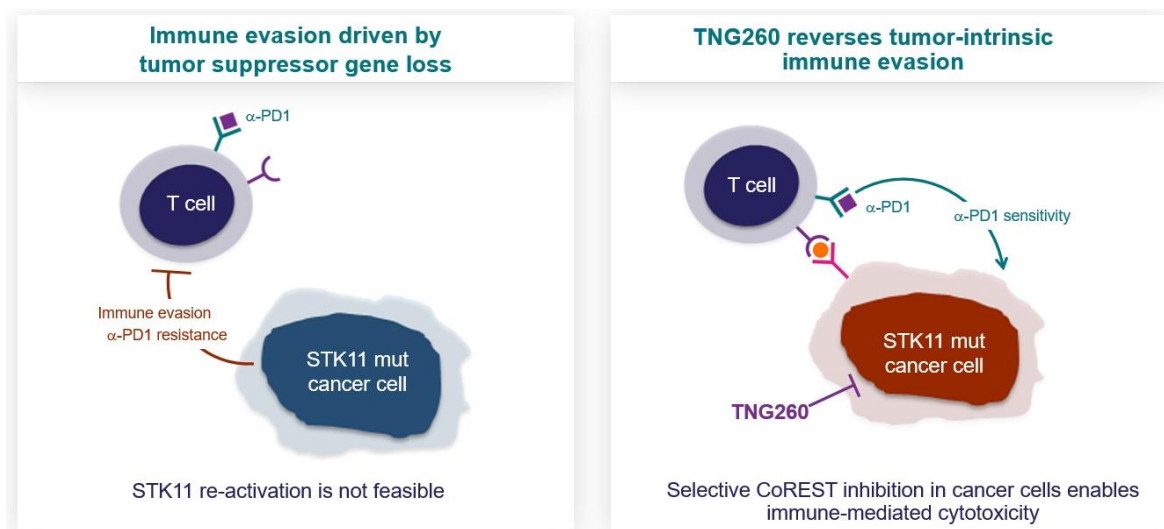 Immune evasion driven by
tumor suppressor gene loss
α-PD1
T cell
Immune evasion
α-PD1 resistance
STK11 mut
cancer cell
STK11 re-activation is not feasible
TNG260 reverses tumor-intrinsic
immune evasion
T cell
α-PD1
α-PD1 sensitivity
STK11 mut
cancer cell
TNG260
Selective CoREST inhibition in cancer cells enables
immune-mediated cytotoxicity